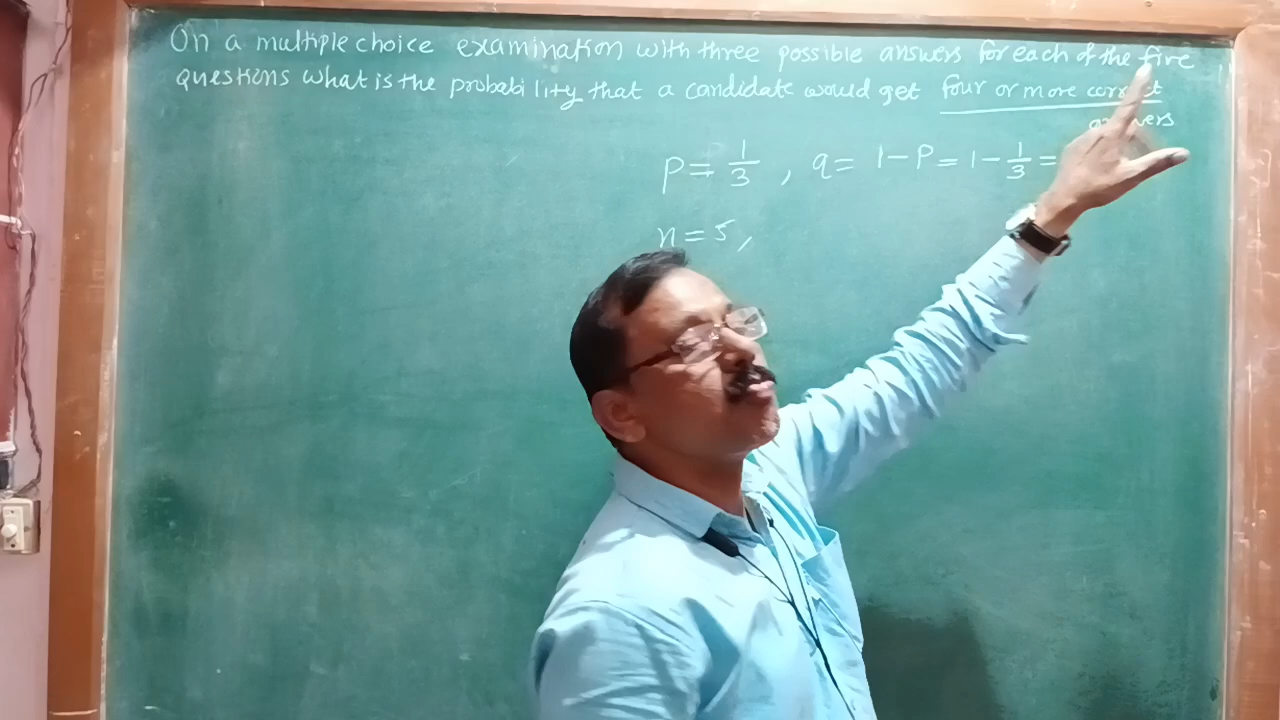 On a multiple choice examination with three possible answers for each of the five
questions what is the probability that a candidate would get four or more correct
answers
p = 1/3 , q = 1-P = 1 - 1/3 =
n = 5,